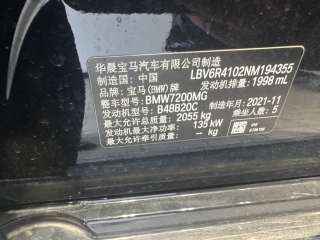 华晨宝马汽车有限公司制造
制造国: 中国 LBV6R4102NM194355
品牌: 宝马(BMW)牌 发动机排量: 1998 mL
整车型号:BMW7200MG
发动机型号: B48B20C 制造年月:2021-11
最大允许总质量: 2055 kg 乘坐人数: 5
发动机最大净功率: 135 kW
最大允许牵引质量: -- kg